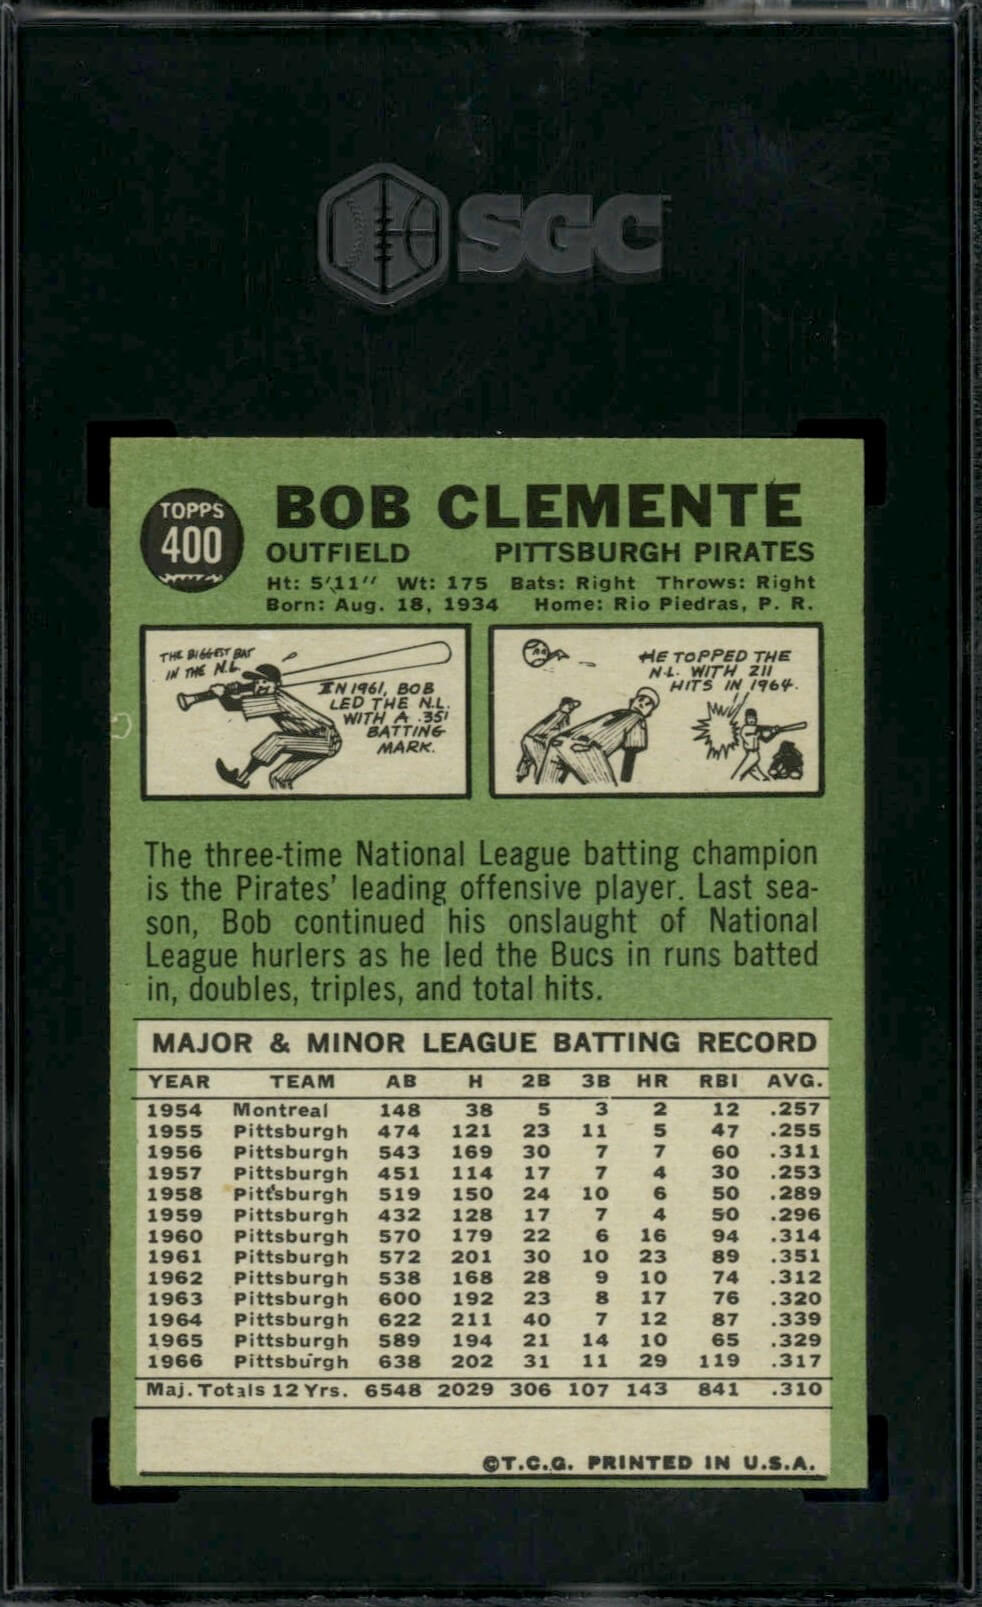 SGC
TOPPS
400
BOB CLEMENTE
OUTFIELD PITTSBURGH PIRATES
Ht: 5'11" Wt: 175 Bats: Right Throws: Right
Born: Aug. 18, 1934 Home: Rio Piedras, P. R.
THE BIGGEST BAT
IN THE N.L.
IN 1961, BOB
LED THE N.L.
WITH A .351
BATTING
MARK.
HE TOPPED THE
N.L. WITH 211
HITS IN 1964.
The three-time National League batting champion
is the Pirates' leading offensive player. Last sea-
son, Bob continued his onslaught of National
League hurlers as he led the Bucs in runs batted
in, doubles, triples, and total hits.
MAJOR & MINOR LEAGUE BATTING RECORD
YEAR TEAM AB H 2B 3B HR RBI AVG.
1954 Montreal 148 38 5 3 2 12 .257
1955 Pittsburgh 474 121 23 11 5 47 .255
1956 Pittsburgh 543 169 30 7 7 60 .311
1957 Pittsburgh 451 114 17 7 4 30 .253
1958 Pittsburgh 519 150 24 10 6 50 .289
1959 Pittsburgh 432 128 17 7 4 50 .296
1960 Pittsburgh 570 179 22 6 16 94 .314
1961 Pittsburgh 572 201 30 10 23 89 .351
1962 Pittsburgh 538 168 28 9 10 74 .312
1963 Pittsburgh 600 192 23 8 17 76 .320
1964 Pittsburgh 622 211 40 7 12 87 .339
1965 Pittsburgh 589 194 21 14 10 65 .329
1966 Pittsburgh 638 202 31 11 29 119 .317
Maj. Totals 12 Yrs. 6548 2029 306 107 143 841 .310
©T.C.G. PRINTED IN U.S.A.